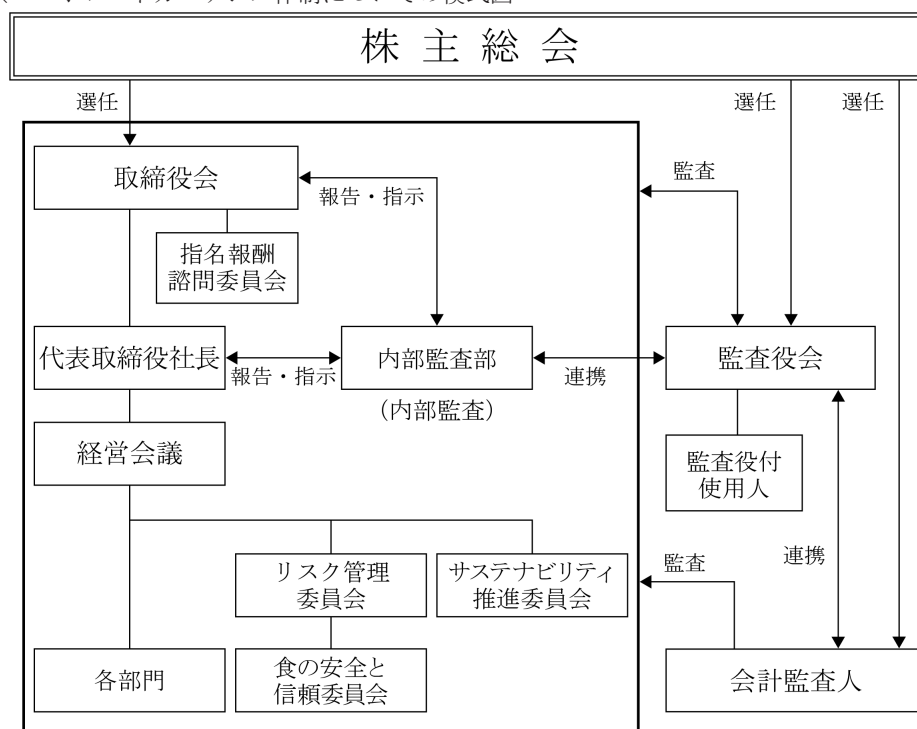 株主総会
選任
選任
選任
取締役会
監査
報告・指示
指名報酬
諮問委員会
代表取締役社長
内部監査部
監査役会
報告・指示
連携
(内部監査)
経営会議
監査役付
使用人
連携
監査
リスク管理
委員会
サステナビリティ
推進委員会
各部門
食の安全と
信頼委員会
会計監査人